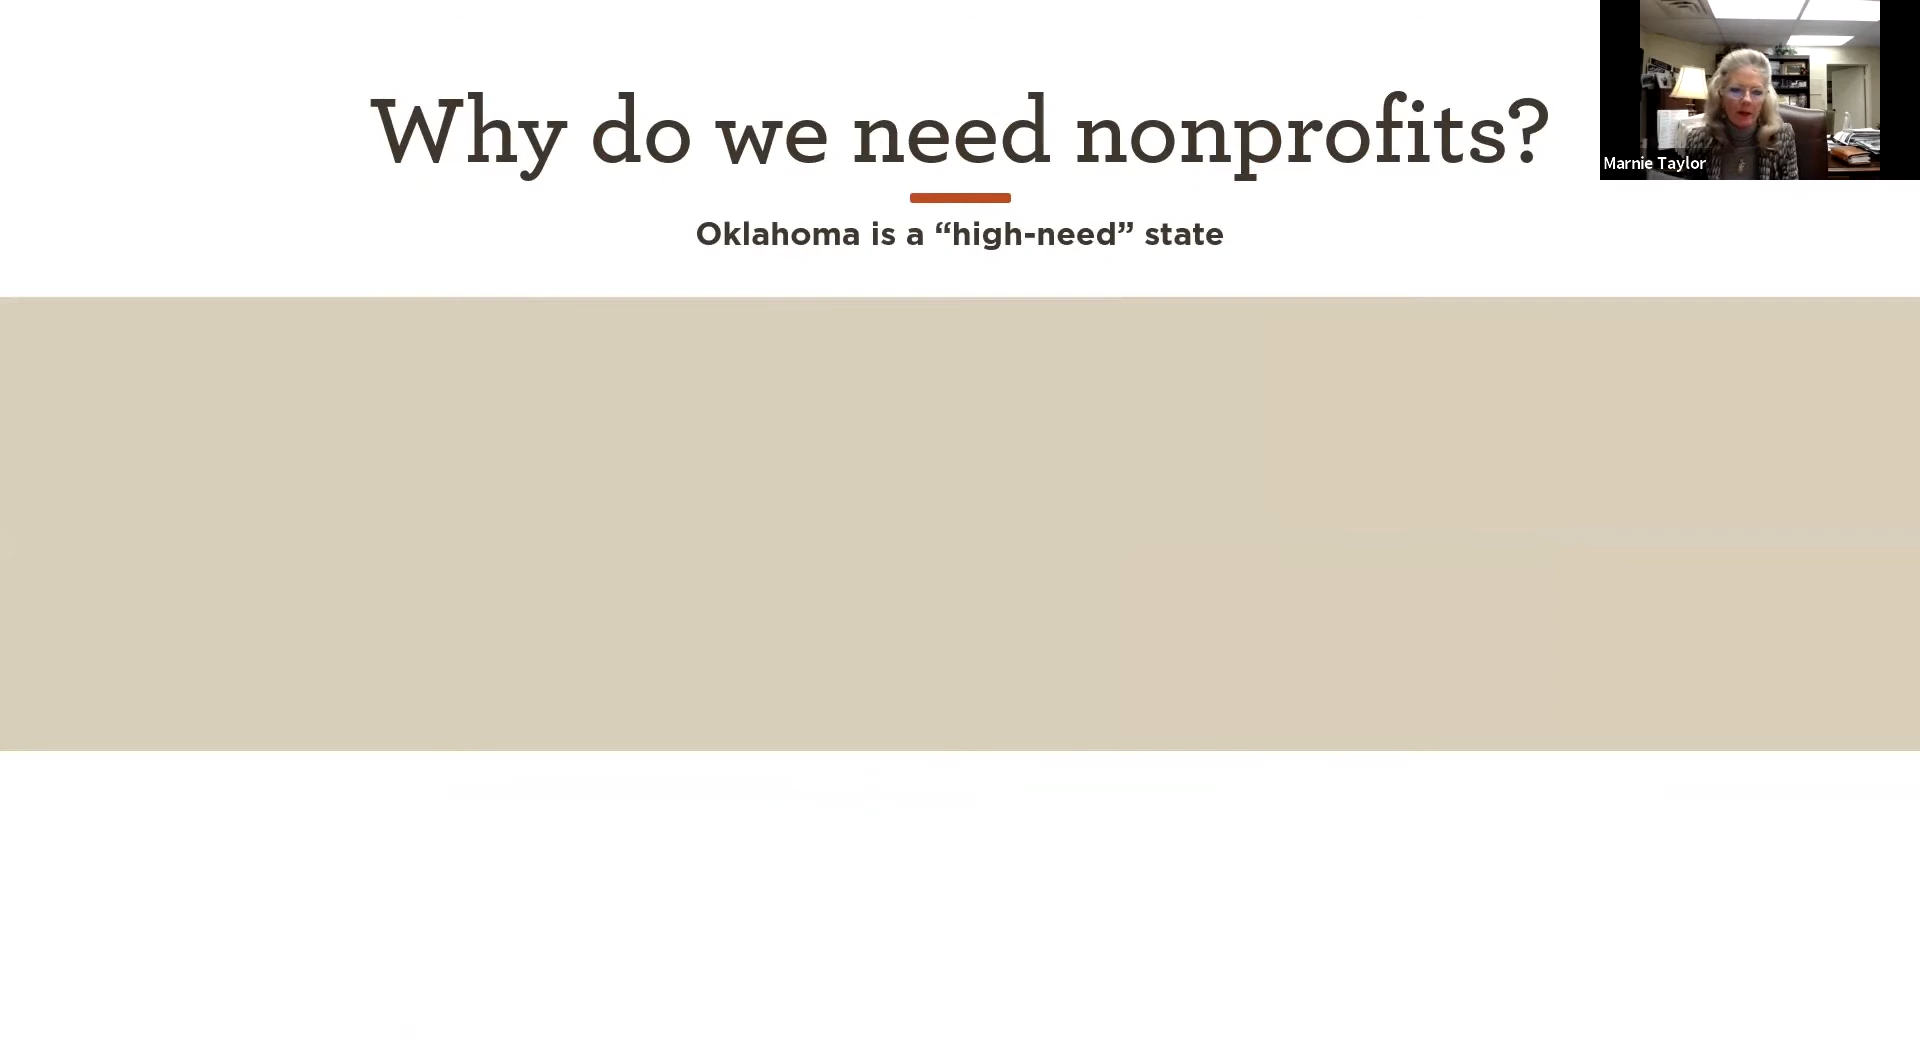 Why do we need nonprofits?
Oklahoma is a “high-need” state
Marnie Taylor